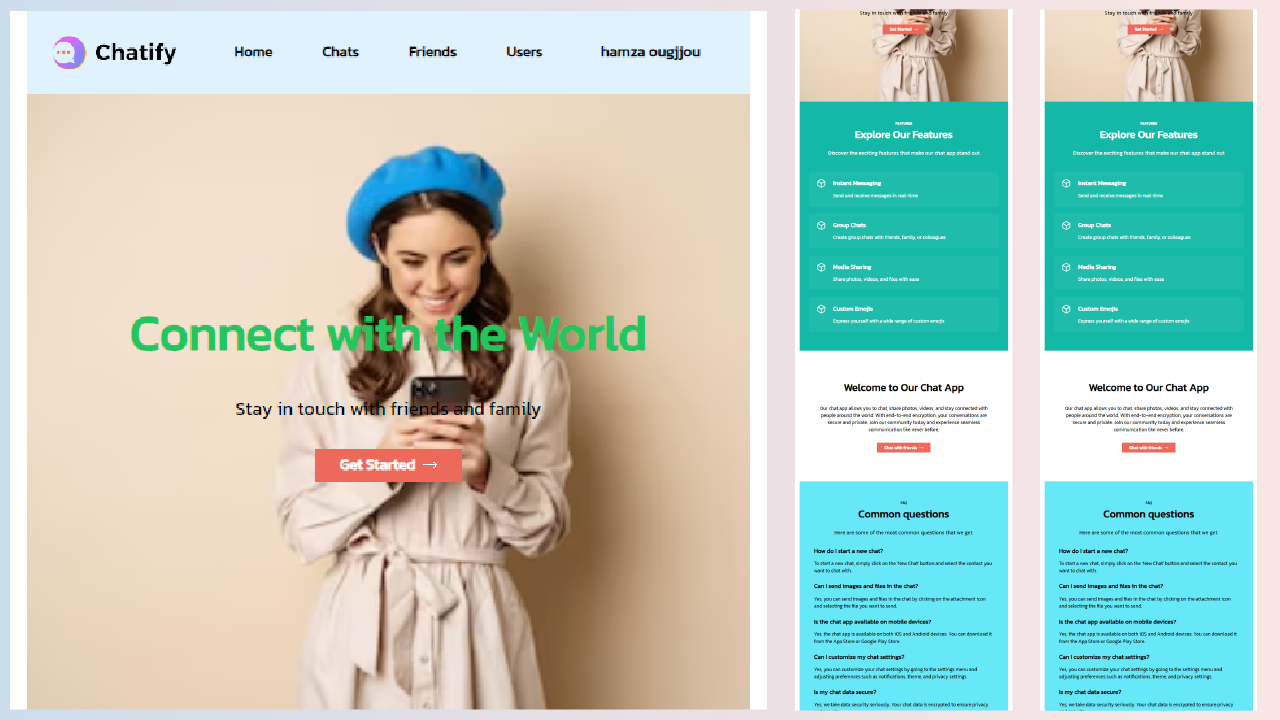 Chatify
Home
Chats
Friends
Users
hamza ougjjou
Connect with the World
Stay in touch with friends and family
Get Started
Stay in touch with friends and family
Get Started
FEATURES
Explore Our Features
Discover the exciting features that make our chat app stand out
Instant Messaging
Send and receive messages in real-time
Group Chats
Create group chats with friends, family, or colleagues
Media Sharing
Share photos, videos, and files with ease
Custom Emojis
Express yourself with a wide range of custom emojis
Welcome to Our Chat App
Our chat app allows you to chat, share photos, videos, and stay connected with
people around the world. With end-to-end encryption, your conversations are
secure and private. Join our community today and experience seamless
communication like never before.
Chat with friends
FAQ
Common questions
Here are some of the most common questions that we get
How do I start a new chat?
To start a new chat, simply click on the 'New Chat' button and select the contact you
want to chat with.
Can I send images and files in the chat?
Yes, you can send images and files in the chat by clicking on the attachment icon
and selecting the file you want to send.
Is the chat app available on mobile devices?
Yes, the chat app is available on both iOS and Android devices. You can download it
from the App Store or Google Play Store.
Can I customize my chat settings?
Yes, you can customize your chat settings by going to the settings menu and
adjusting preferences such as notifications, theme, and privacy settings.
Is my chat data secure?
Yes, we take data security seriously. Your chat data is encrypted to ensure privacy
Stay in touch with friends and family
Get Started
FEATURES
Explore Our Features
Discover the exciting features that make our chat app stand out
Instant Messaging
Send and receive messages in real-time
Group Chats
Create group chats with friends, family, or colleagues
Media Sharing
Share photos, videos, and files with ease
Custom Emojis
Express yourself with a wide range of custom emojis
Welcome to Our Chat App
Our chat app allows you to chat, share photos, videos, and stay connected with
people around the world. With end-to-end encryption, your conversations are
secure and private. Join our community today and experience seamless
communication like never before.
Chat with friends
FAQ
Common questions
Here are some of the most common questions that we get
How do I start a new chat?
To start a new chat, simply click on the 'New Chat' button and select the contact you
want to chat with.
Can I send images and files in the chat?
Yes, you can send images and files in the chat by clicking on the attachment icon
and selecting the file you want to send.
Is the chat app available on mobile devices?
Yes, the chat app is available on both iOS and Android devices. You can download it
from the App Store or Google Play Store.
Can I customize my chat settings?
Yes, you can customize your chat settings by going to the settings menu and
adjusting preferences such as notifications, theme, and privacy settings.
Is my chat data secure?
Yes, we take data security seriously. Your chat data is encrypted to ensure privacy